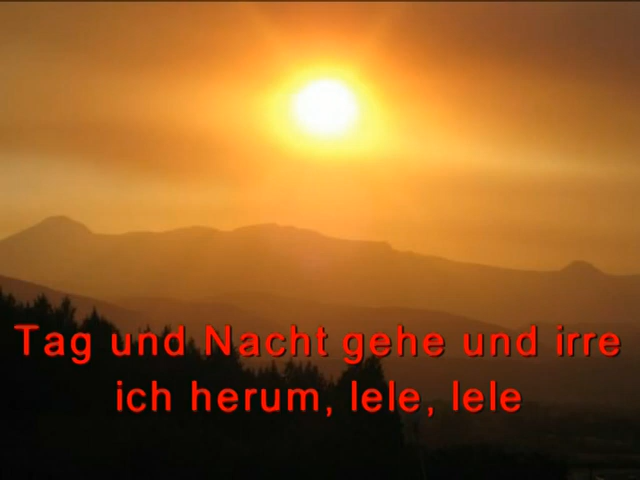 Tag und Nacht gehe und irre
ich herum, lele, lele